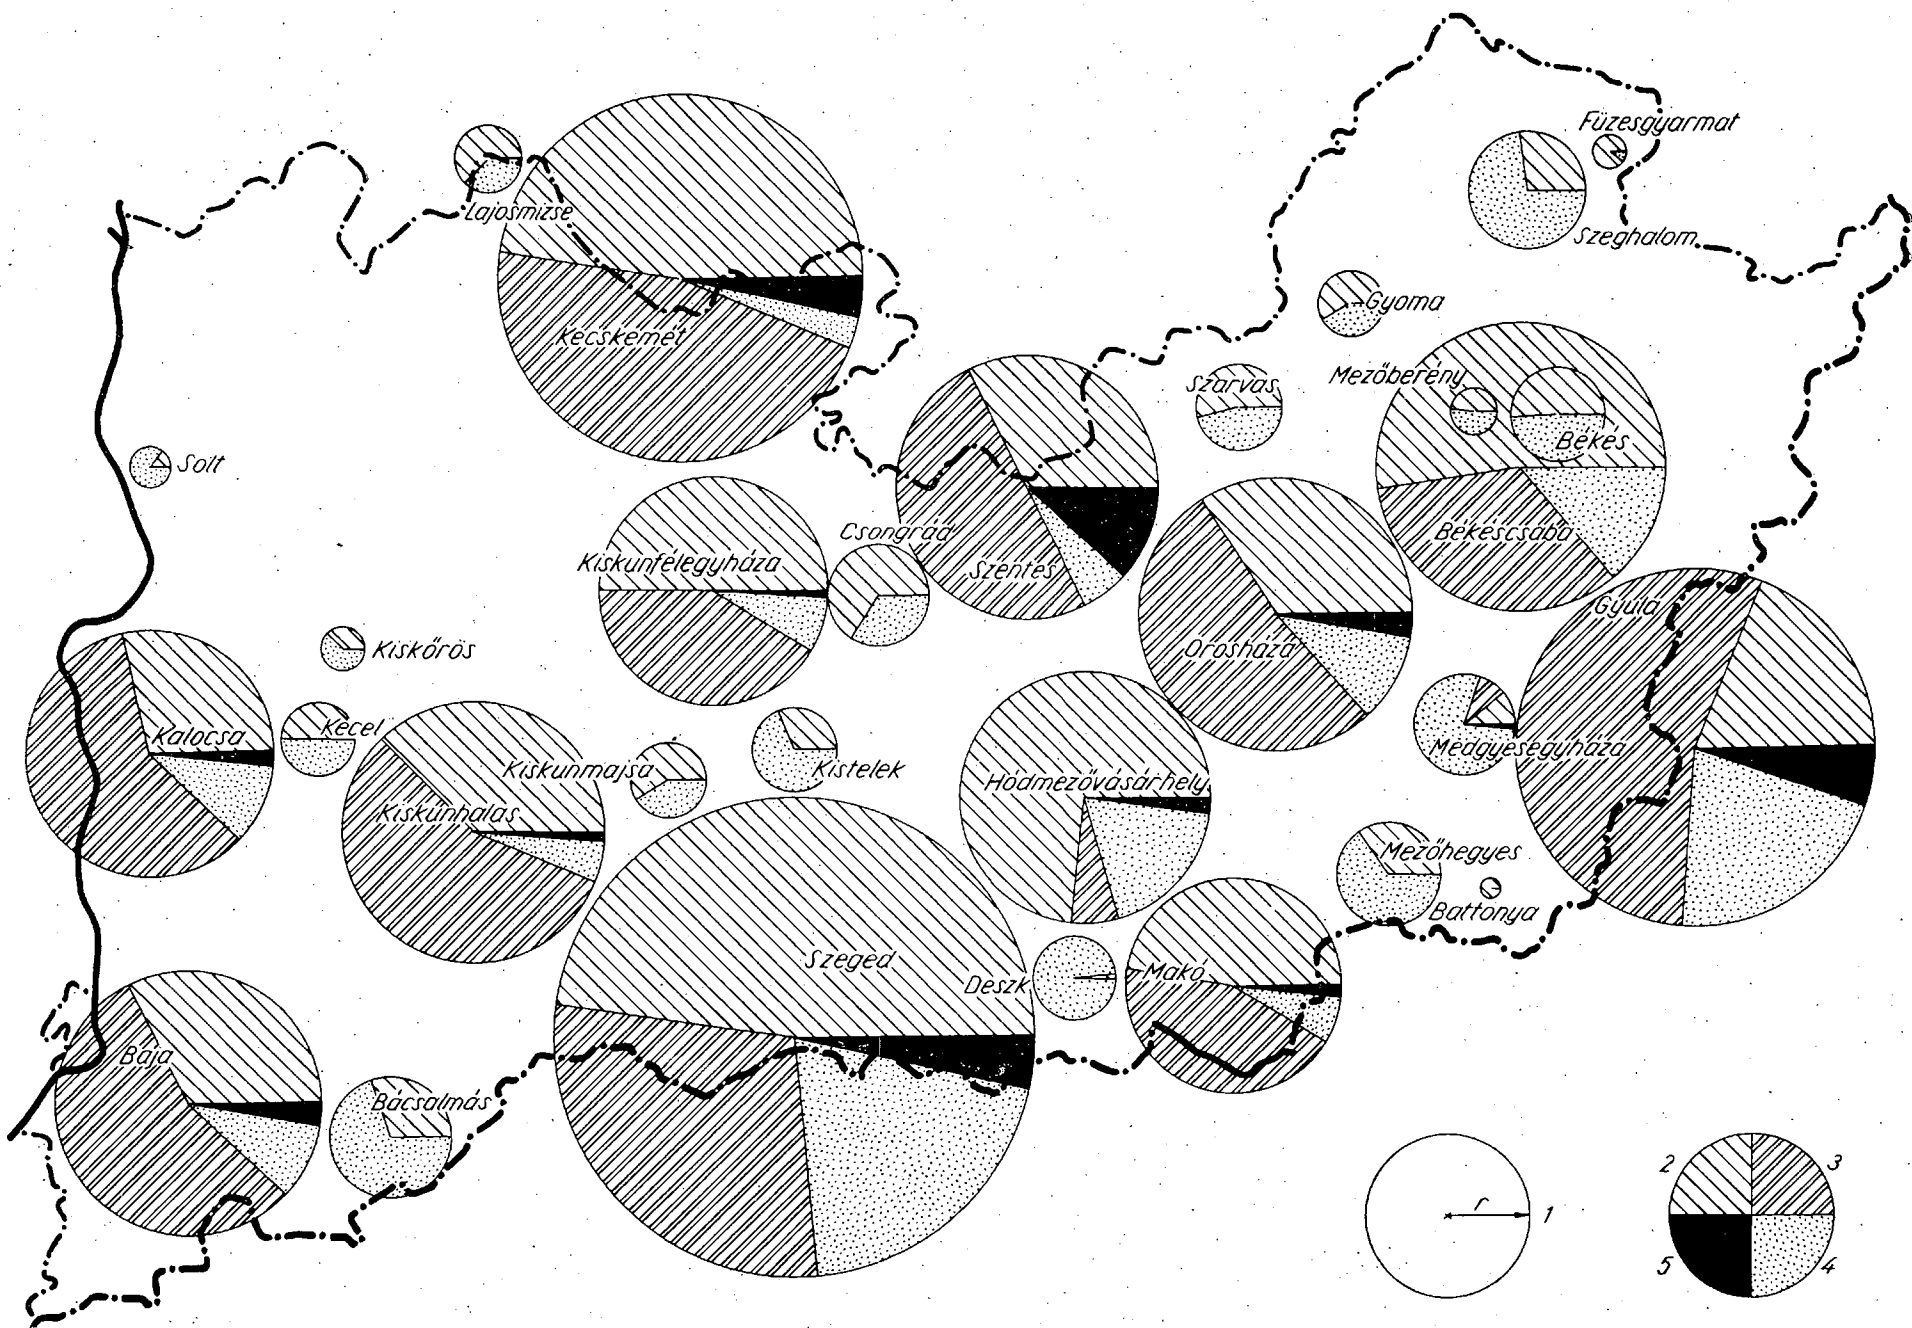 Füzesgyarmat
Lajosmizse
Szeghalom
Gyoma
Kecskemét
Szarvas
Mezőberény
Békés
Solt
Csongrád
Békéscsaba
Kiskunfélegyháza
Szentes
Gyula
Kiskőrös
Orosháza
Kalocsa
Kecel
Medgyesegyháza
Kiskunmajsa
Kistelek
Hódmezővásárhely
Kiskunhalas
Mezőhegyes
Battonya
Szeged
Deszk
Makó
Baja
Bácsalmás
r
1
2
3
5
4